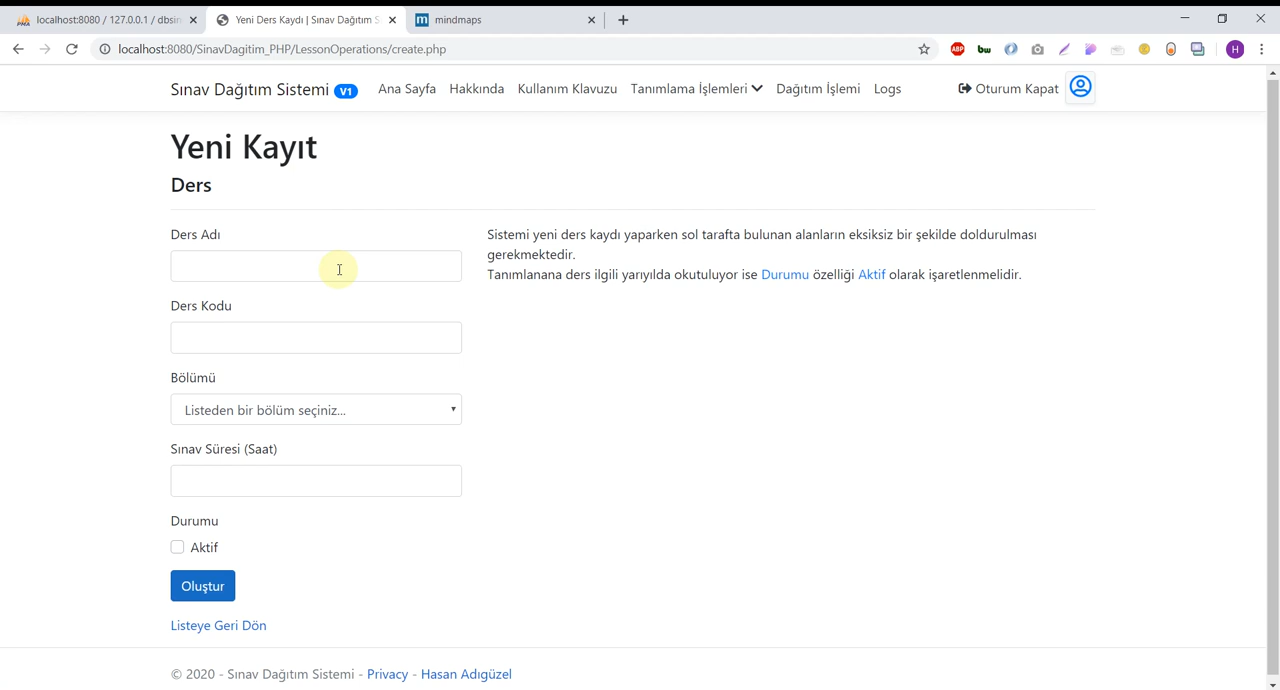 localhost:8080 / 127.0.0.1 / dbsin
Yeni Ders Kaydı | Sınav Dağıtım S
mindmaps
localhost:8080/SinavDagitim_PHP/LessonOperations/create.php
ABP
bw
H
Sınav Dağıtım Sistemi V1
Ana Sayfa
Hakkında
Kullanım Klavuzu
Tanımlama İşlemleri
Dağıtım İşlemi
Logs
Oturum Kapat
Yeni Kayıt
Ders
Ders Adı
Sistemi yeni ders kaydı yaparken sol tarafta bulunan alanların eksiksiz bir şekilde doldurulması
gerekmektedir.
Tanımlanana ders ilgili yarıyılda okutuluyor ise Durumu özelliği Aktif olarak işaretlenmelidir.
Ders Kodu
Bölümü
Listeden bir bölüm seçiniz...
Sınav Süresi (Saat)
Durumu
Aktif
Oluştur
Listeye Geri Dön
© 2020 - Sınav Dağıtım Sistemi - Privacy - Hasan Adıgüzel